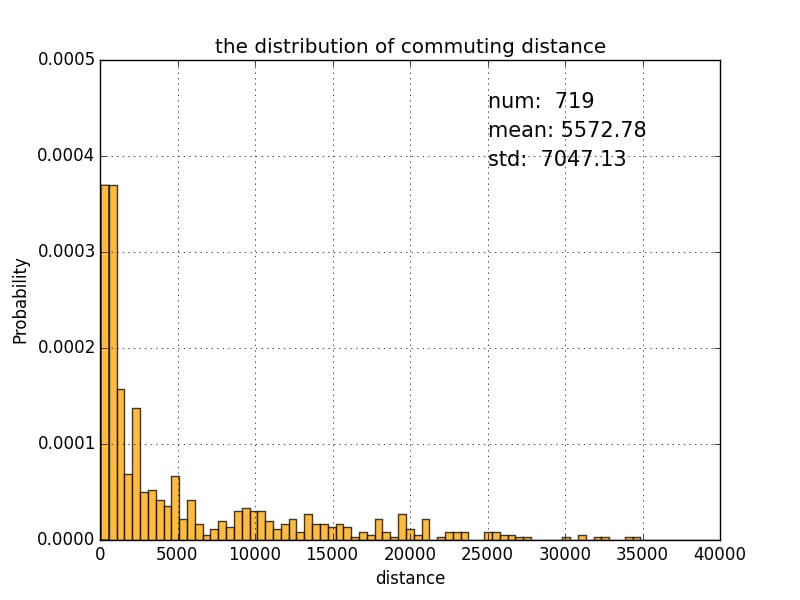 the distribution of commuting distance
0.0005
num: 719
mean: 5572.78
0.0004
std: 7047.13
0.0003
Probability
0.0002
0.0001
0.0000
0 5000 10000 15000 20000 25000 30000 35000 40000
distance